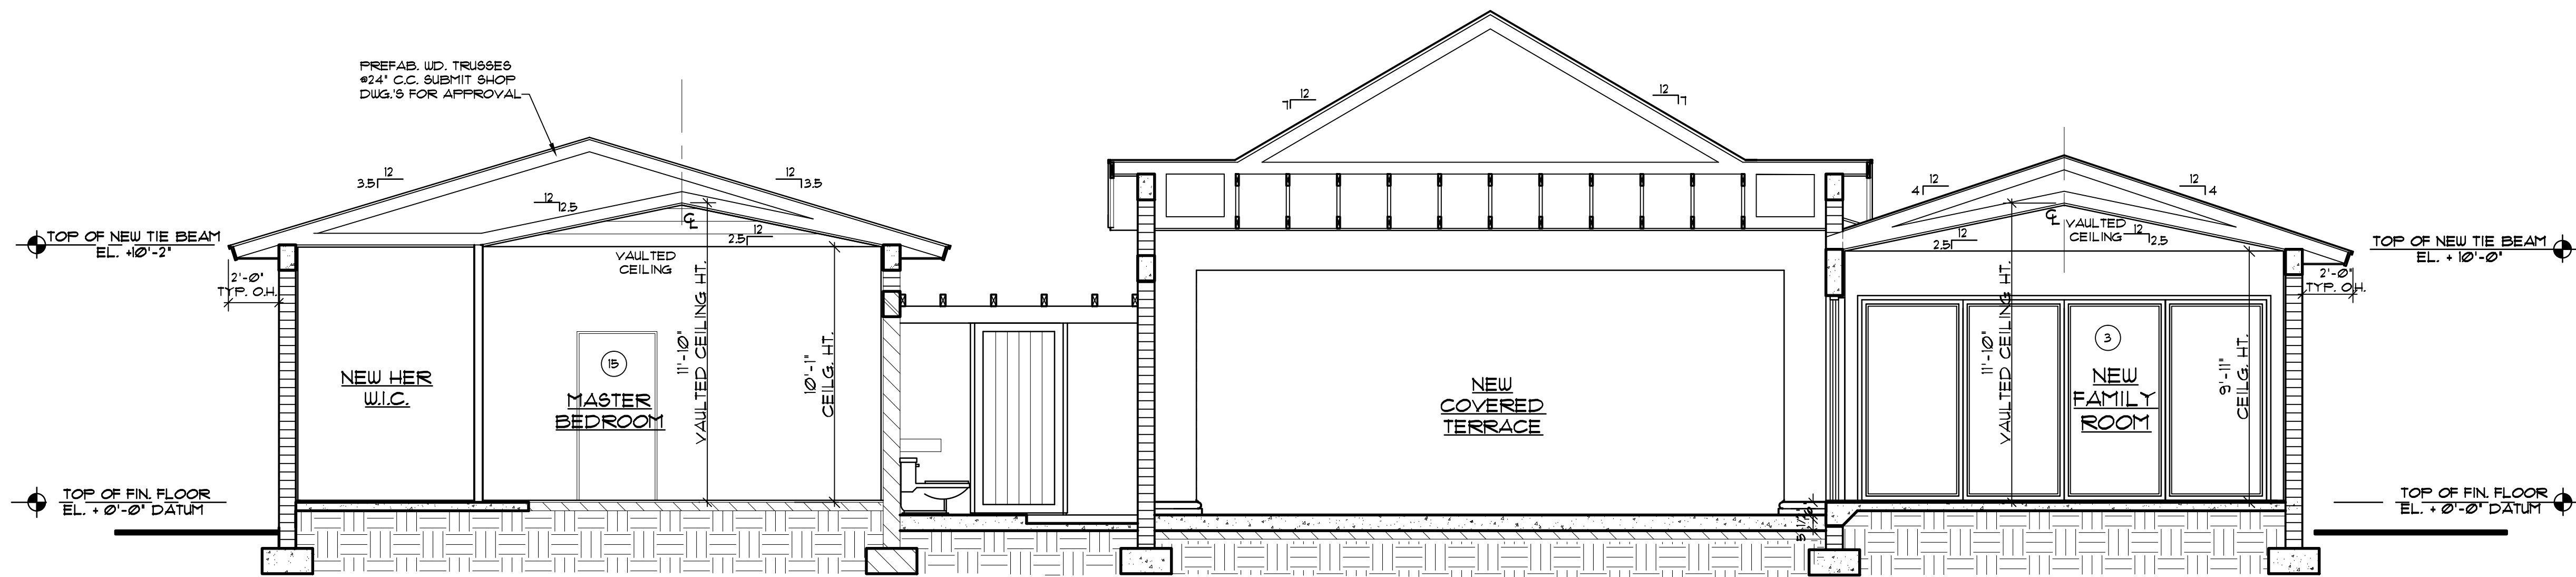 PREFAB. WD. TRUSSES
@24" C.C. SUBMIT SHOP
DWG.'S FOR APPROVAL
12
3.5
12
3.5
12
2.5
12
2.5
℄
VAULTED
CEILING
TOP OF NEW TIE BEAM
EL. +10'-2"
2'-0"
TYP. O.H.
NEW HER
W.I.C.
15
MASTER
BEDROOM
11'-10"
VAULTED CEILING HT.
10'-1"
CEILG. HT.
TOP OF FIN. FLOOR
EL. + 0'-0" DATUM
12
7
12
7
NEW
COVERED
TERRACE
12
4
12
4
12
2.5
12
2.5
℄
VAULTED
CEILING
11'-10"
VAULTED CEILING HT.
3
NEW
FAMILY
ROOM
9'-11"
CEILG. HT.
TOP OF NEW TIE BEAM
EL. + 10'-0"
2'-0"
TYP. O.H.
TOP OF FIN. FLOOR
EL. + 0'-0" DATUM